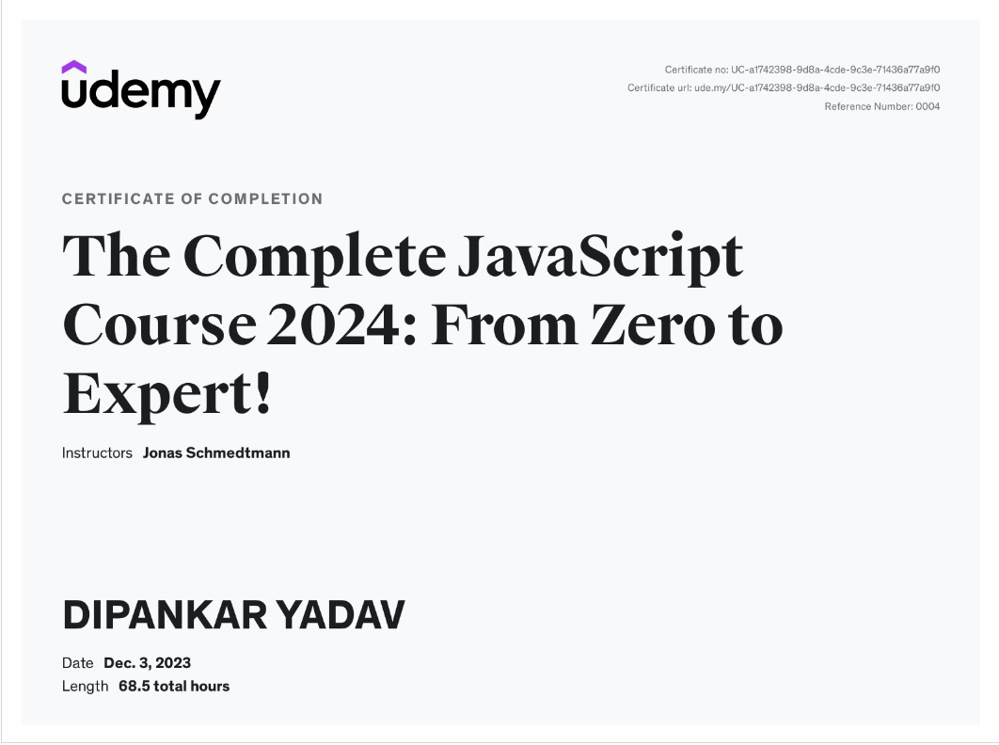 udemy
Certificate no: UC-a1742398-9d8a-4cde-9c3e-71436a77a9f0
Certificate url: ude.my/UC-a1742398-9d8a-4cde-9c3e-71436a77a9f0
Reference Number: 0004
CERTIFICATE OF COMPLETION
The Complete JavaScript
Course 2024: From Zero to
Expert!
Instructors Jonas Schmedtmann
DIPANKAR YADAV
Date Dec. 3, 2023
Length 68.5 total hours